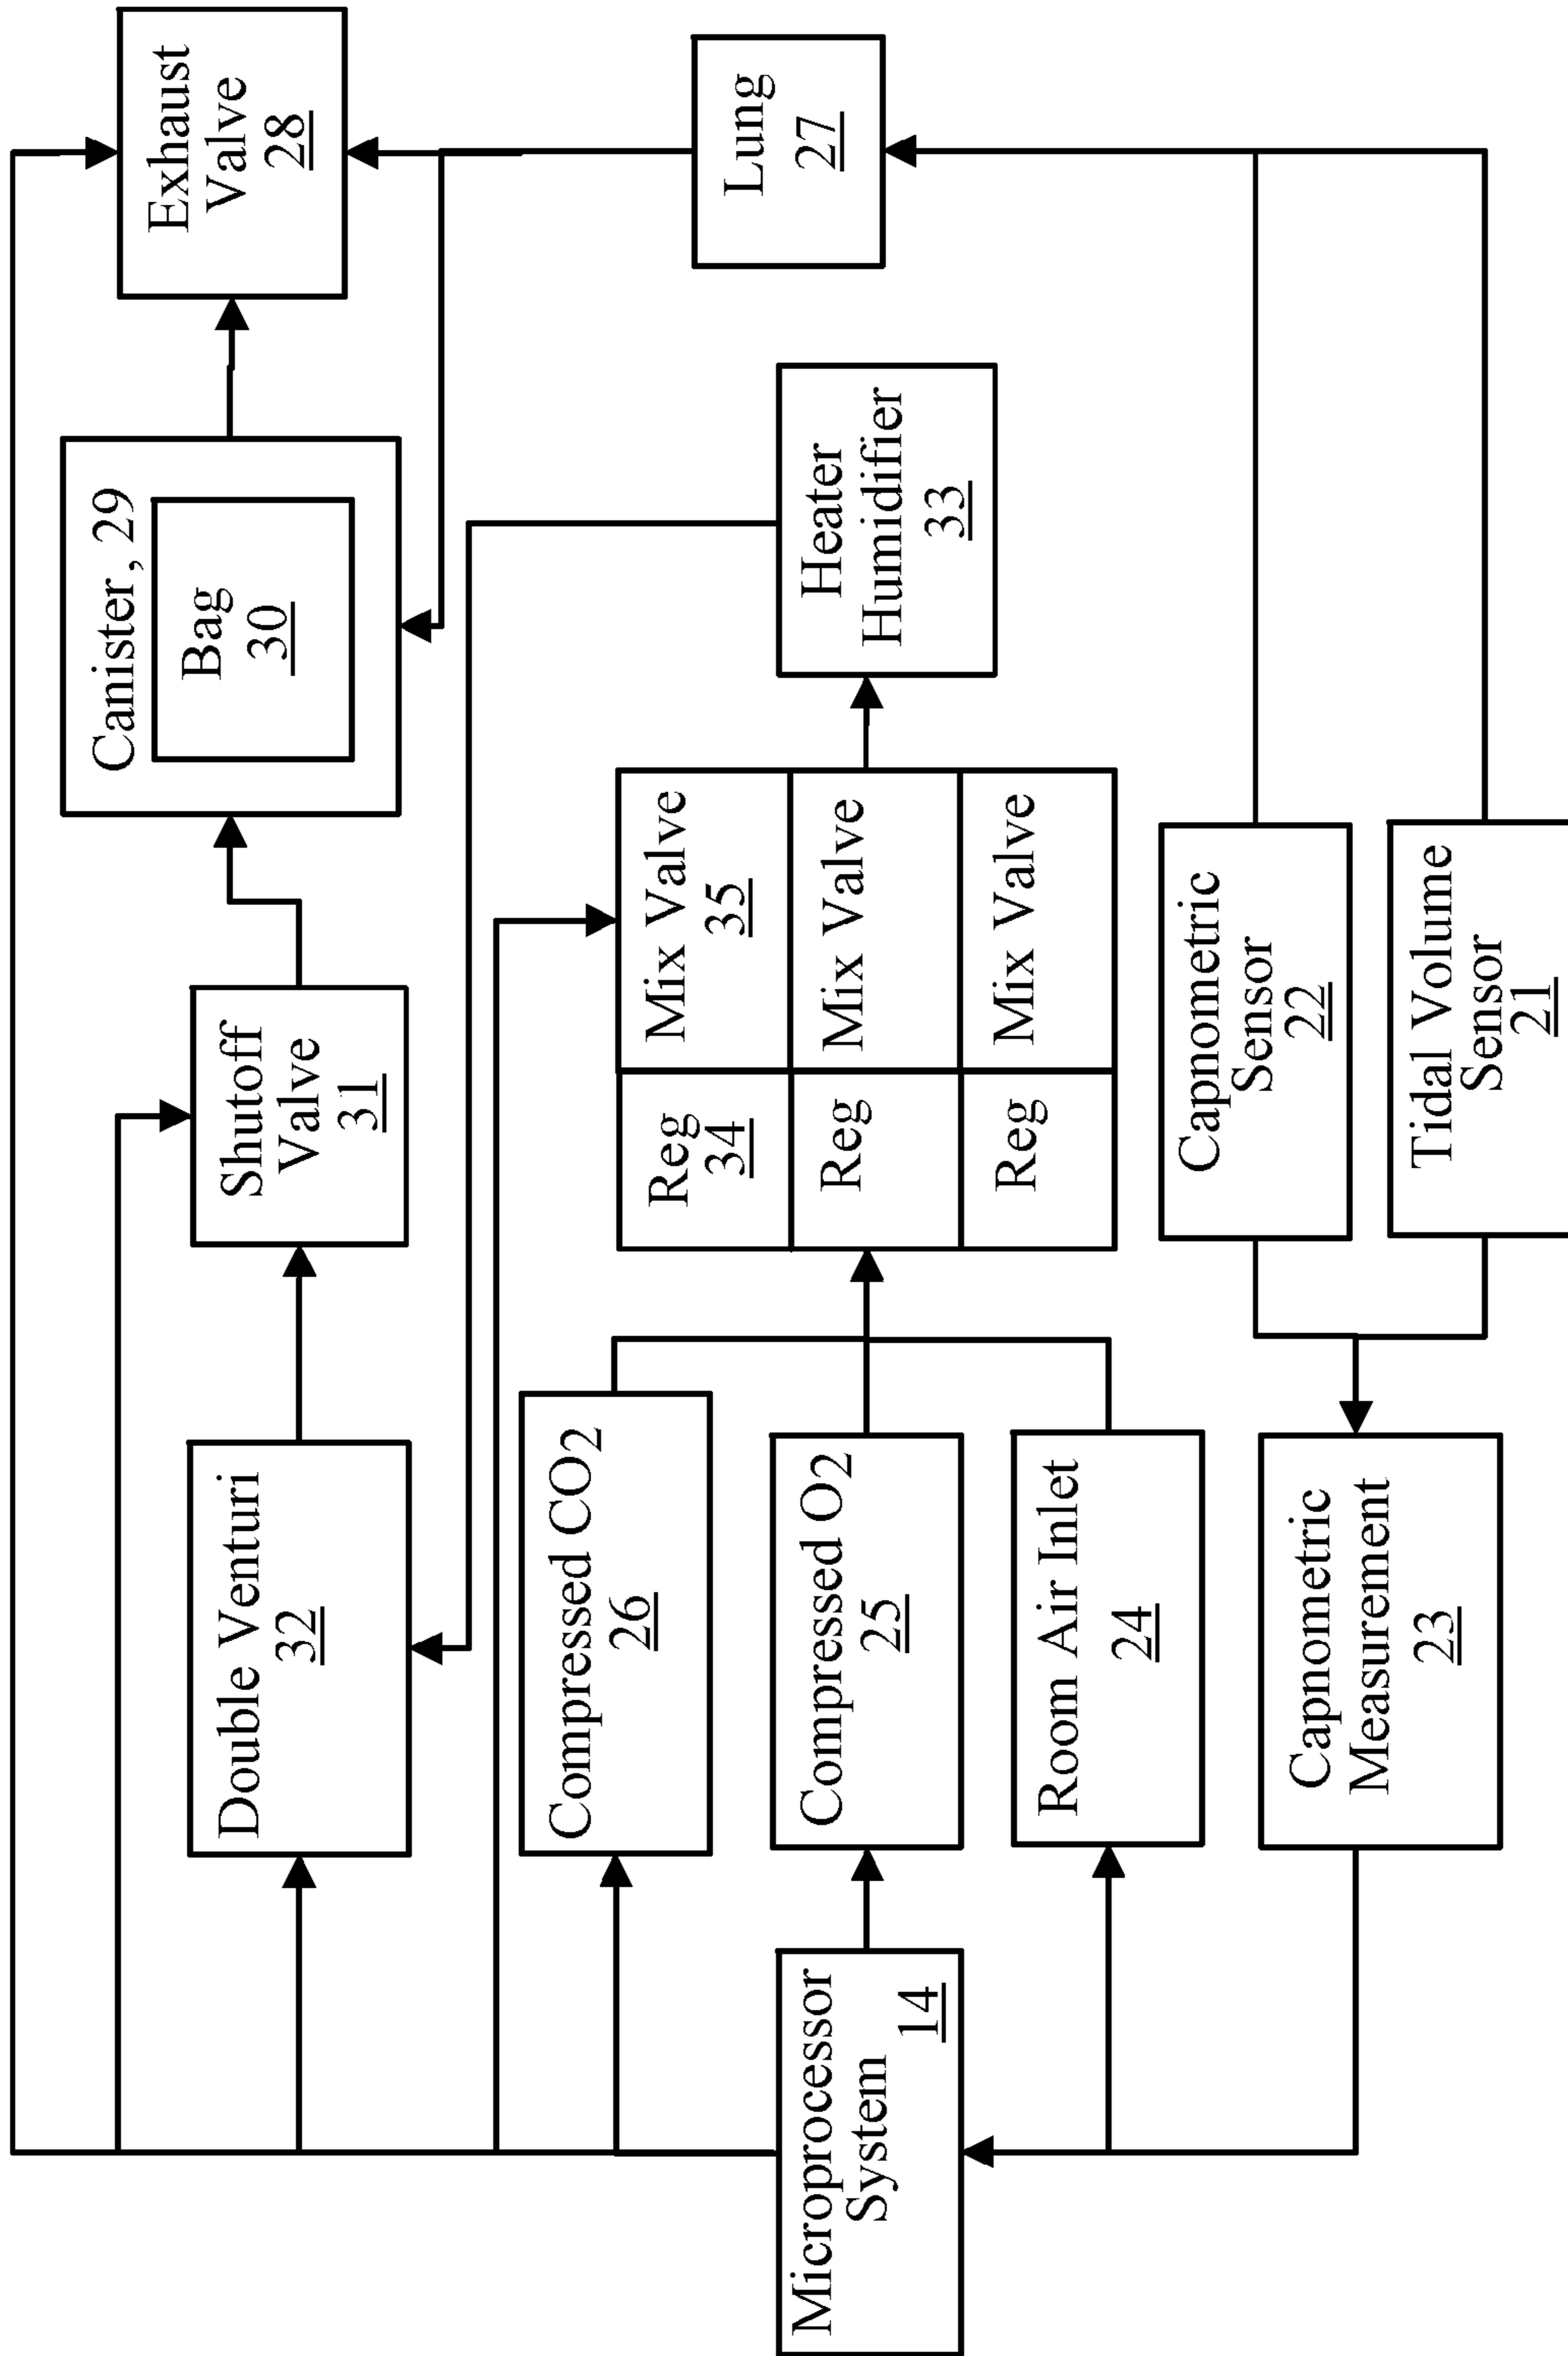 Exhaust
Valve
28
Canister, 29
Bag
30
Shutoff
Valve
31
Double Venturi
32
Lung
27
Heater
Humidifier
33
Mix Valve
35
Mix Valve
Mix Valve
Reg
34
Reg
Reg
Compressed CO2
26
Compressed O2
25
Room Air Inlet
24
Capnometric
Sensor
22
Tidal Volume
Sensor
21
Capnometric
Measurement
23
Microprocessor
System
14